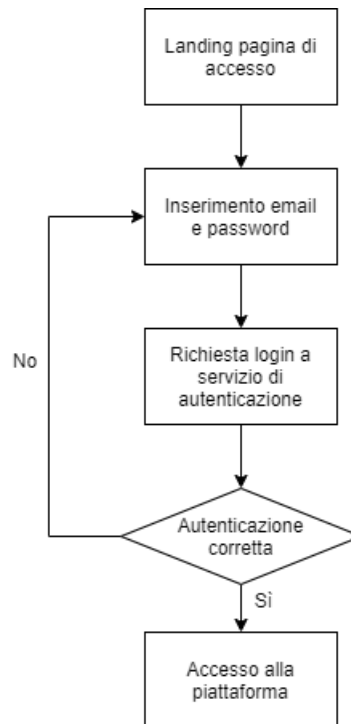 Landing pagina di
accesso
Inserimento email
e password
No
Richiesta login a
servizio di
autenticazione
Autenticazione
corretta
Sì
Accesso alla
piattaforma